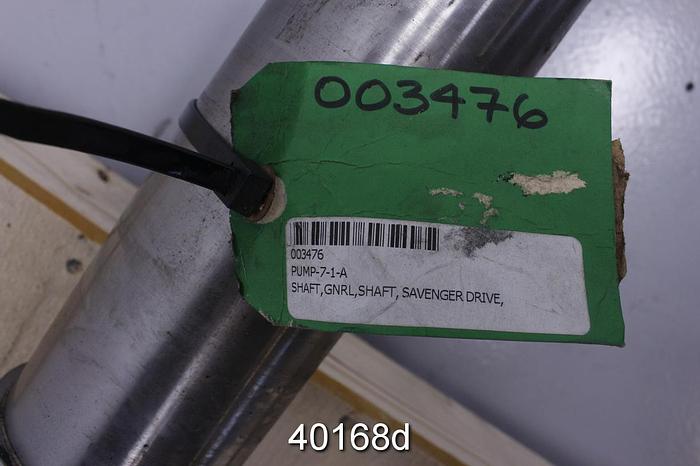 003476
003476
PUMP-7-1-A
SHAFT,GNRL,SHAFT, SAVENGER DRIVE,
40168d